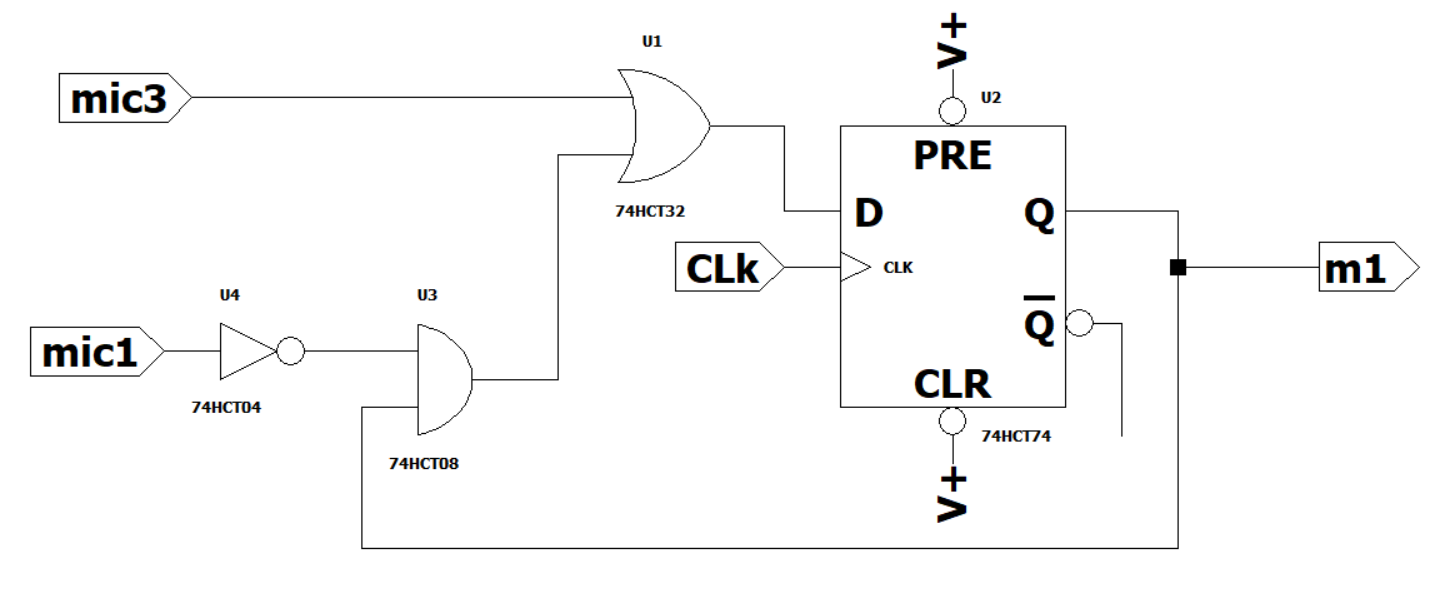 V+
U1
mic3
U2
PRE
74HCT32
D
Q
CLk
CLK
m1
U4
U3
Q
mic1
CLR
74HCT04
74HCT08
74HCT74
V+